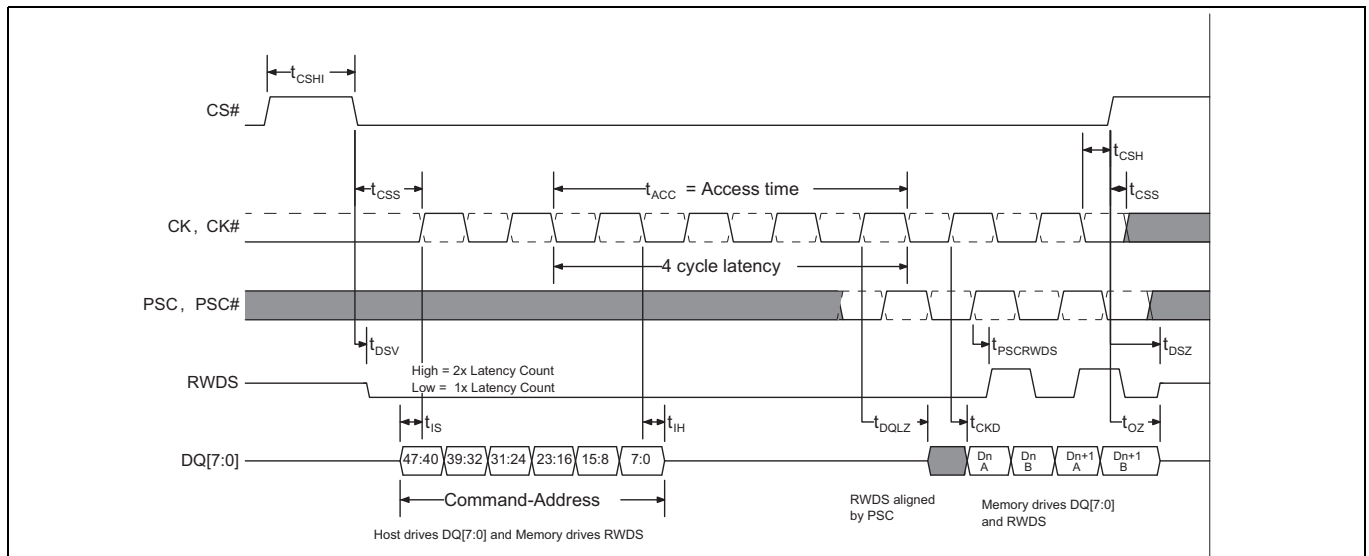 tCSHI
CS#
tCSH
tCSS
tACC = Access time
tCSS
CK, CK#
4 cycle latency
PSC, PSC#
tDSV
tPSCRWDS
tDSZ
High = 2x Latency Count
Low = 1x Latency Count
RWDS
tIS
tIH
tDQLZ
tCKD
tOZ
DQ[7:0]
47:40 39:32 31:24 23:16 15:8 7:0
Dn A
Dn B
Dn+1 A
Dn+1 B
Command-Address
RWDS aligned
by PSC
Memory drives DQ[7:0]
and RWDS
Host drives DQ[7:0] and Memory drives RWDS